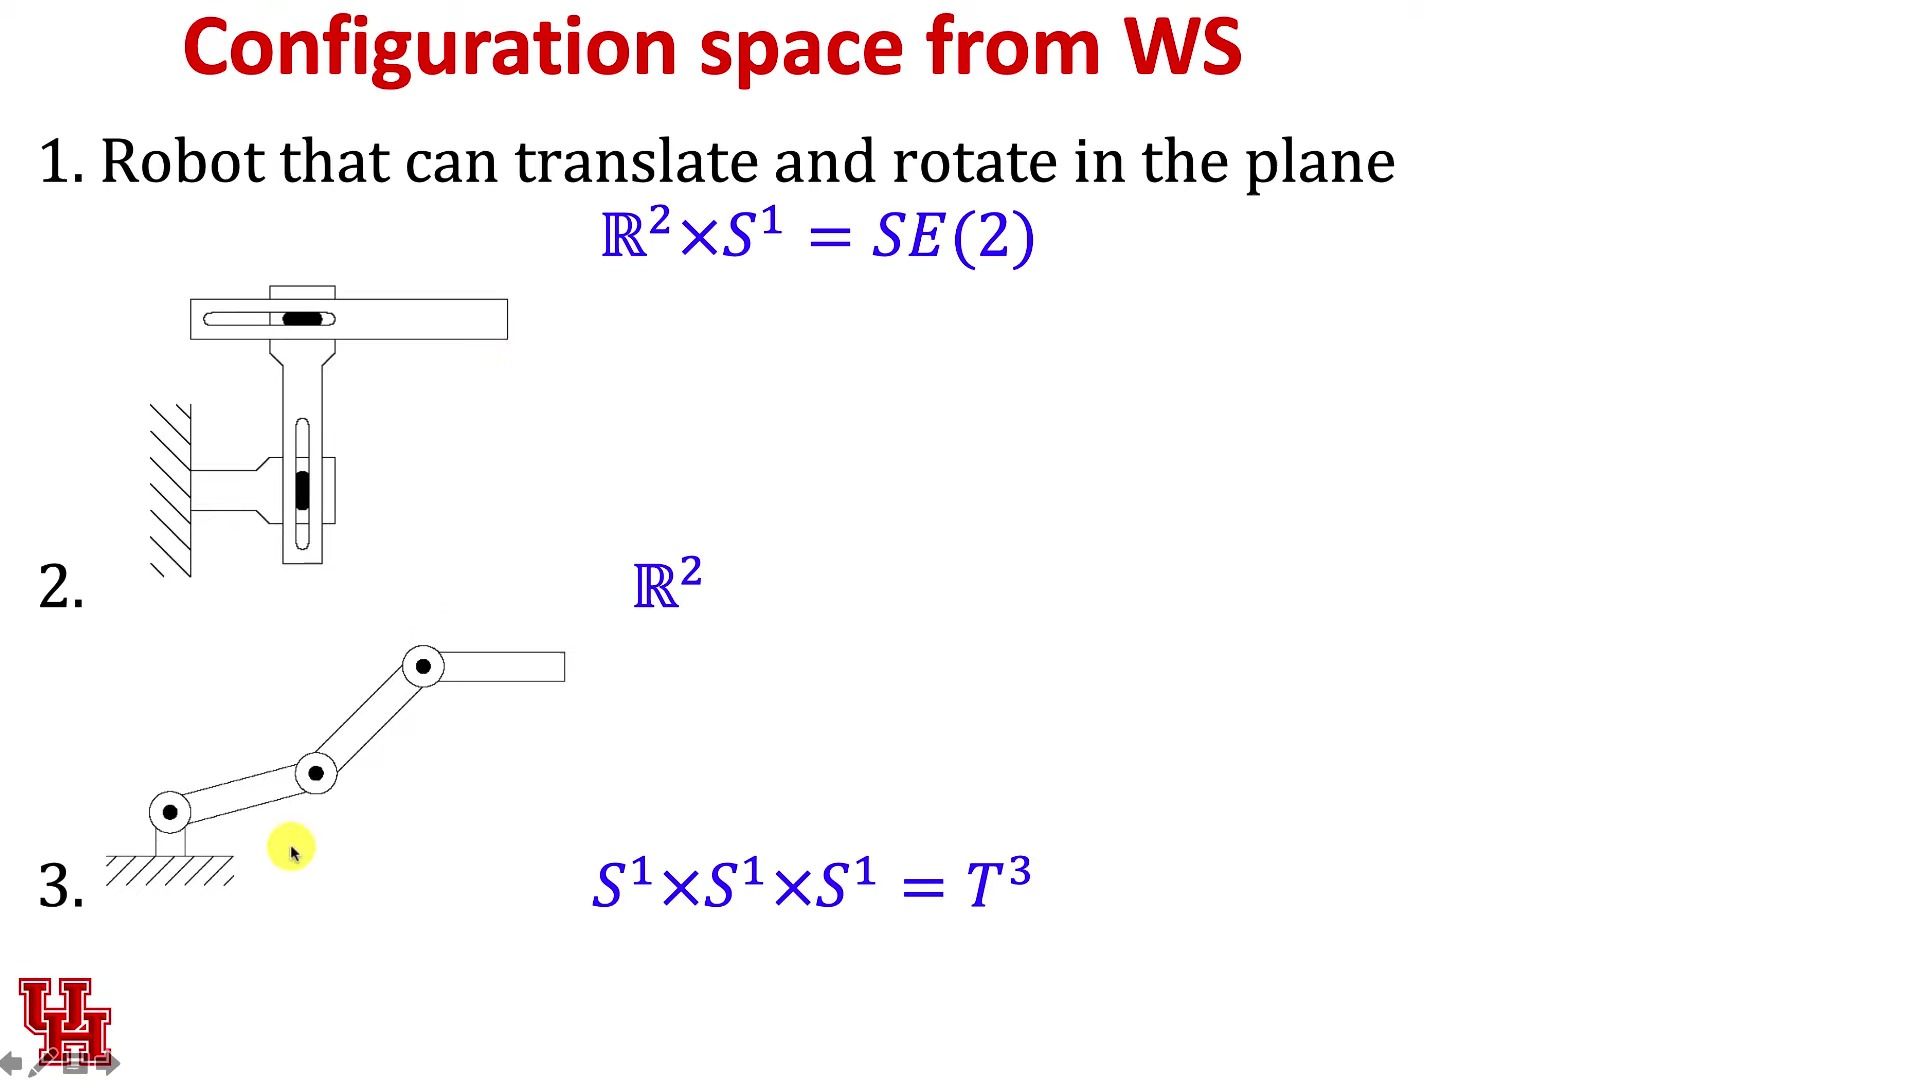 Configuration space from WS
1. Robot that can translate and rotate in the plane
ℝ²×S¹ = SE(2)
2. ℝ²
3. S¹×S¹×S¹ = T³
UH